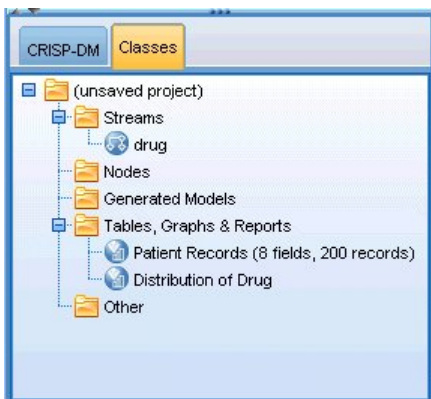 CRISP-DM Classes
(unsaved project)
Streams
drug
Nodes
Generated Models
Tables, Graphs & Reports
Patient Records (8 fields, 200 records)
Distribution of Drug
Other